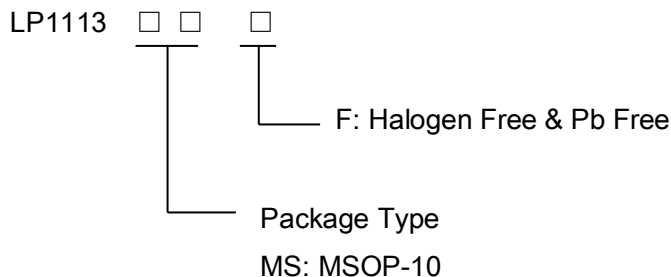 LP1113 □ □ □
F: Halogen Free & Pb Free
Package Type
MS: MSOP-10